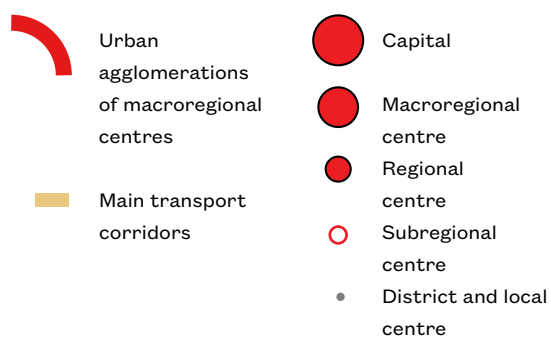 Urban
agglomerations
of macroregional
centres
Main transport
corridors
Capital
Macroregional
centre
Regional
centre
Subregional
centre
District and local
centre